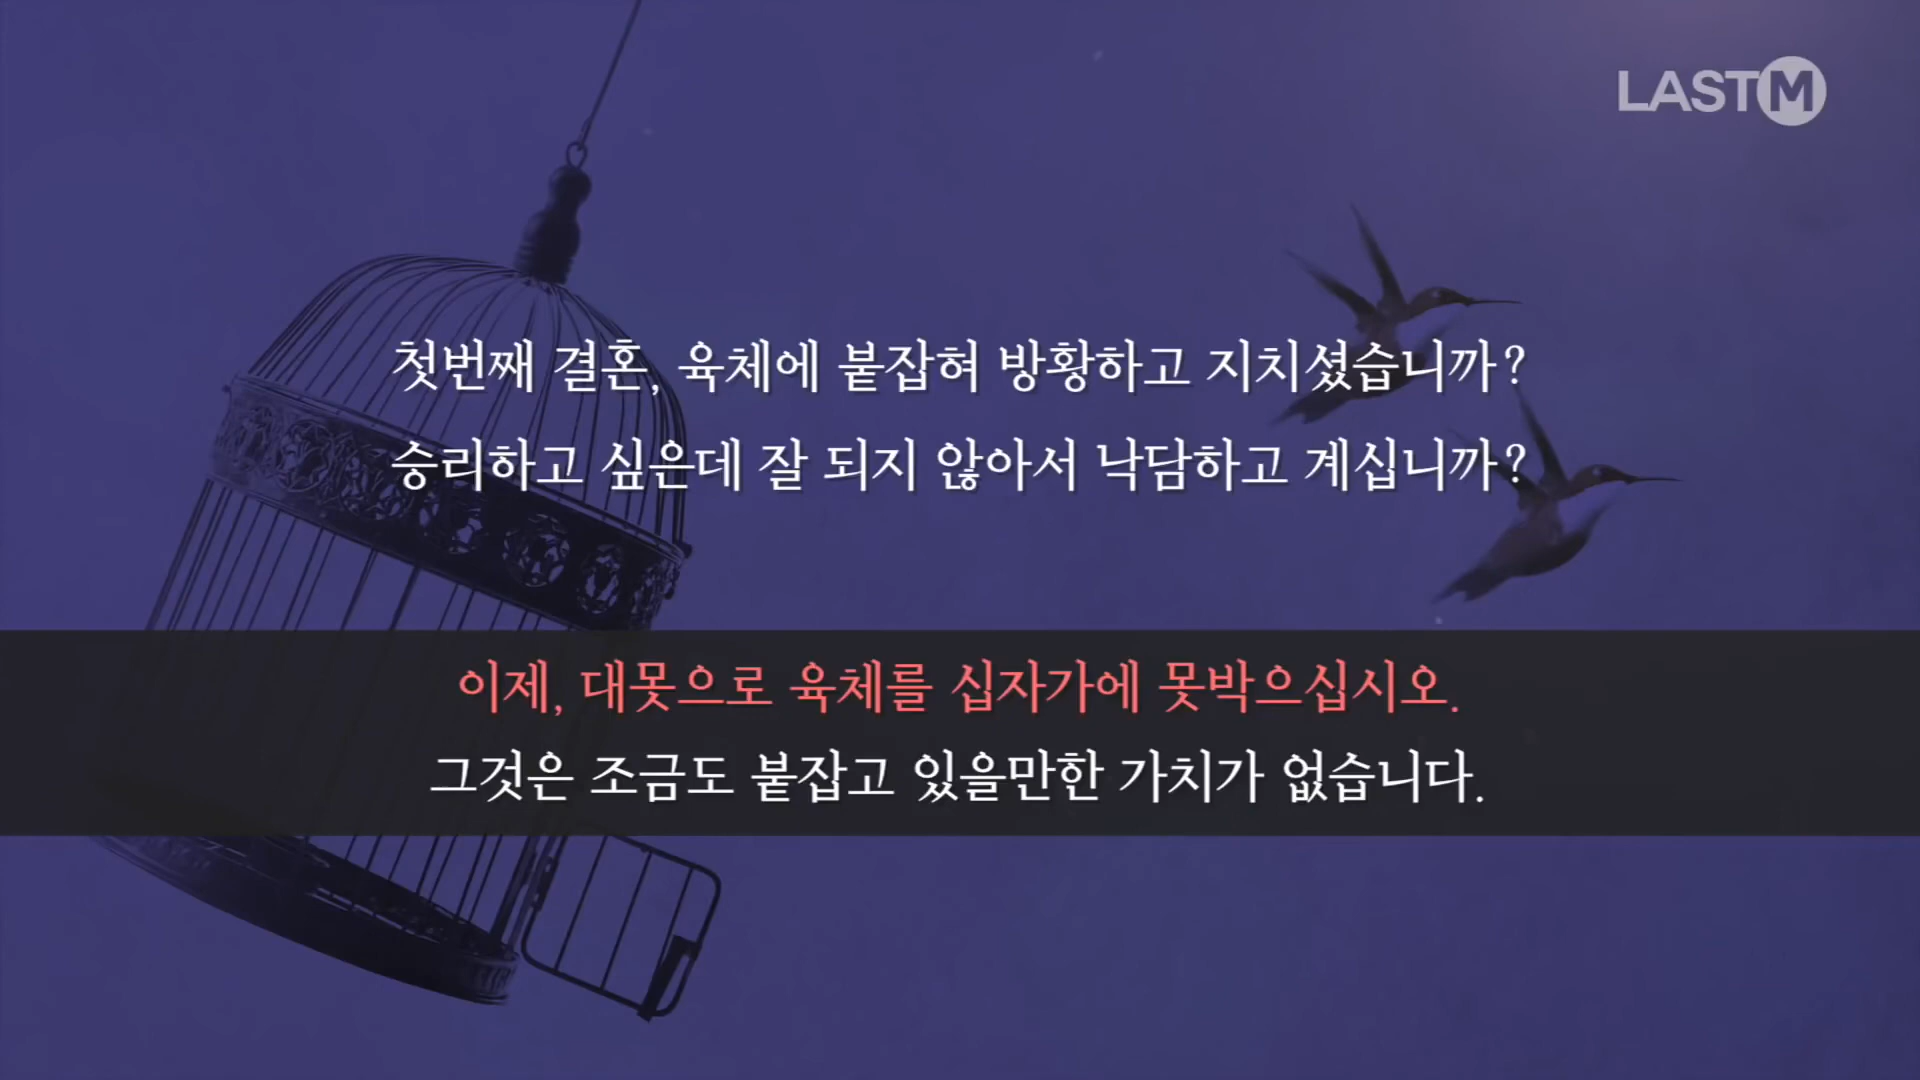 LASTM
첫번째 결혼, 육체에 붙잡혀 방황하고 지치셨습니까?
승리하고 싶은데 잘 되지 않아서 낙담하고 계십니까?
이제, 대못으로 육체를 십자가에 못박으십시오.
그것은 조금도 붙잡고 있을만한 가치가 없습니다.